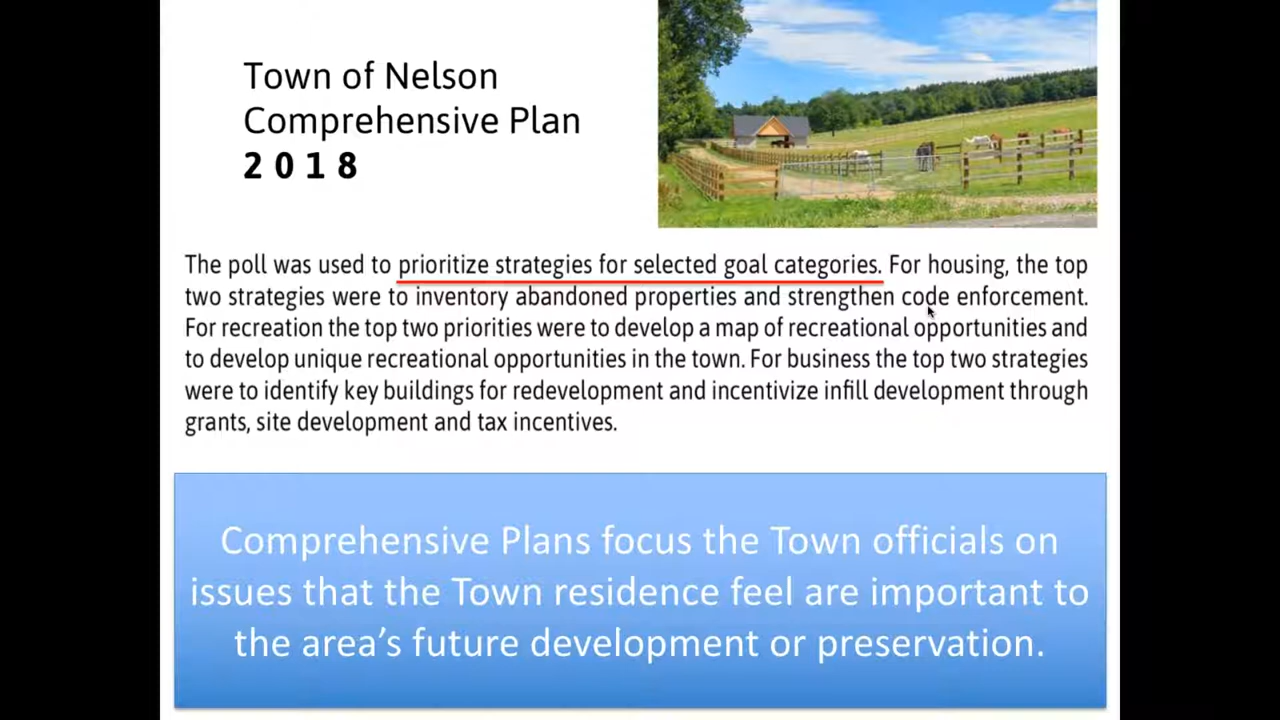 Town of Nelson
Comprehensive Plan
2018
The poll was used to prioritize strategies for selected goal categories. For housing, the top
two strategies were to inventory abandoned properties and strengthen code enforcement.
For recreation the top two priorities were to develop a map of recreational opportunities and
to develop unique recreational opportunities in the town. For business the top two strategies
were to identify key buildings for redevelopment and incentivize infill development through
grants, site development and tax incentives.
Comprehensive Plans focus the Town officials on
issues that the Town residence feel are important to
the area’s future development or preservation.